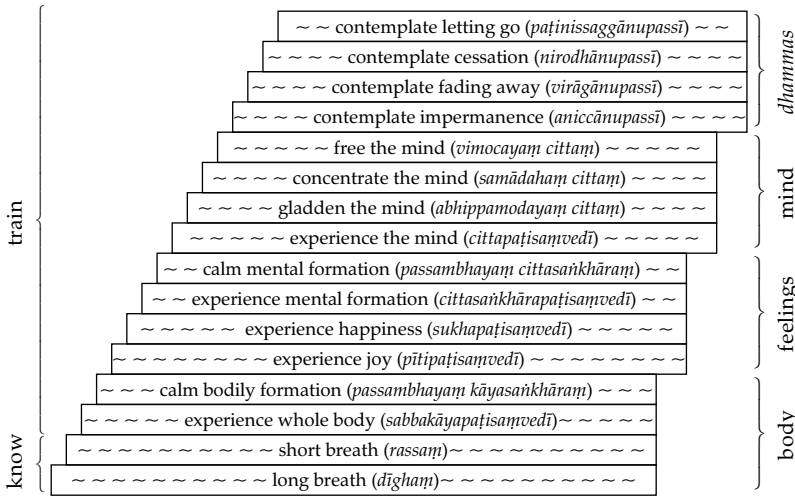 ~ ~ contemplate letting go (paṭinissaggānupassī) ~ ~
~ ~ ~ ~ contemplate cessation (nirodhānupassī) ~ ~ ~ ~
~ ~ ~ ~ contemplate fading away (virāgānupassī) ~ ~ ~ ~
~ ~ ~ ~ contemplate impermanence (aniccānupassī) ~ ~ ~ ~
dhammas
~ ~ ~ ~ ~ free the mind (vimocayaṃ cittaṃ) ~ ~ ~ ~ ~
~ ~ ~ ~ concentrate the mind (samādahaṃ cittaṃ) ~ ~ ~ ~
~ ~ ~ ~ gladden the mind (abhippamodayaṃ cittaṃ) ~ ~ ~ ~
~ ~ ~ ~ ~ experience the mind (cittapaṭisaṃvedī) ~ ~ ~ ~ ~
mind
train
~ ~ calm mental formation (passambhayaṃ cittasaṅkhāraṃ) ~ ~
~ ~ experience mental formation (cittasaṅkhārapaṭisaṃvedī) ~ ~
~ ~ ~ ~ ~ experience happiness (sukhapaṭisaṃvedī) ~ ~ ~ ~ ~
~ ~ ~ ~ ~ ~ ~ ~ experience joy (pītipaṭisaṃvedī) ~ ~ ~ ~ ~ ~ ~ ~
feelings
~ ~ ~ calm bodily formation (passambhayaṃ kāyasaṅkhāraṃ) ~ ~ ~
~ ~ ~ ~ ~ experience whole body (sabbakāyapaṭisaṃvedī)~ ~ ~ ~ ~
~ ~ ~ ~ ~ ~ ~ ~ ~ ~ short breath (rassaṃ)~ ~ ~ ~ ~ ~ ~ ~ ~ ~
~ ~ ~ ~ ~ ~ ~ ~ ~ ~ long breath (dīghaṃ)~ ~ ~ ~ ~ ~ ~ ~ ~ ~
body
know